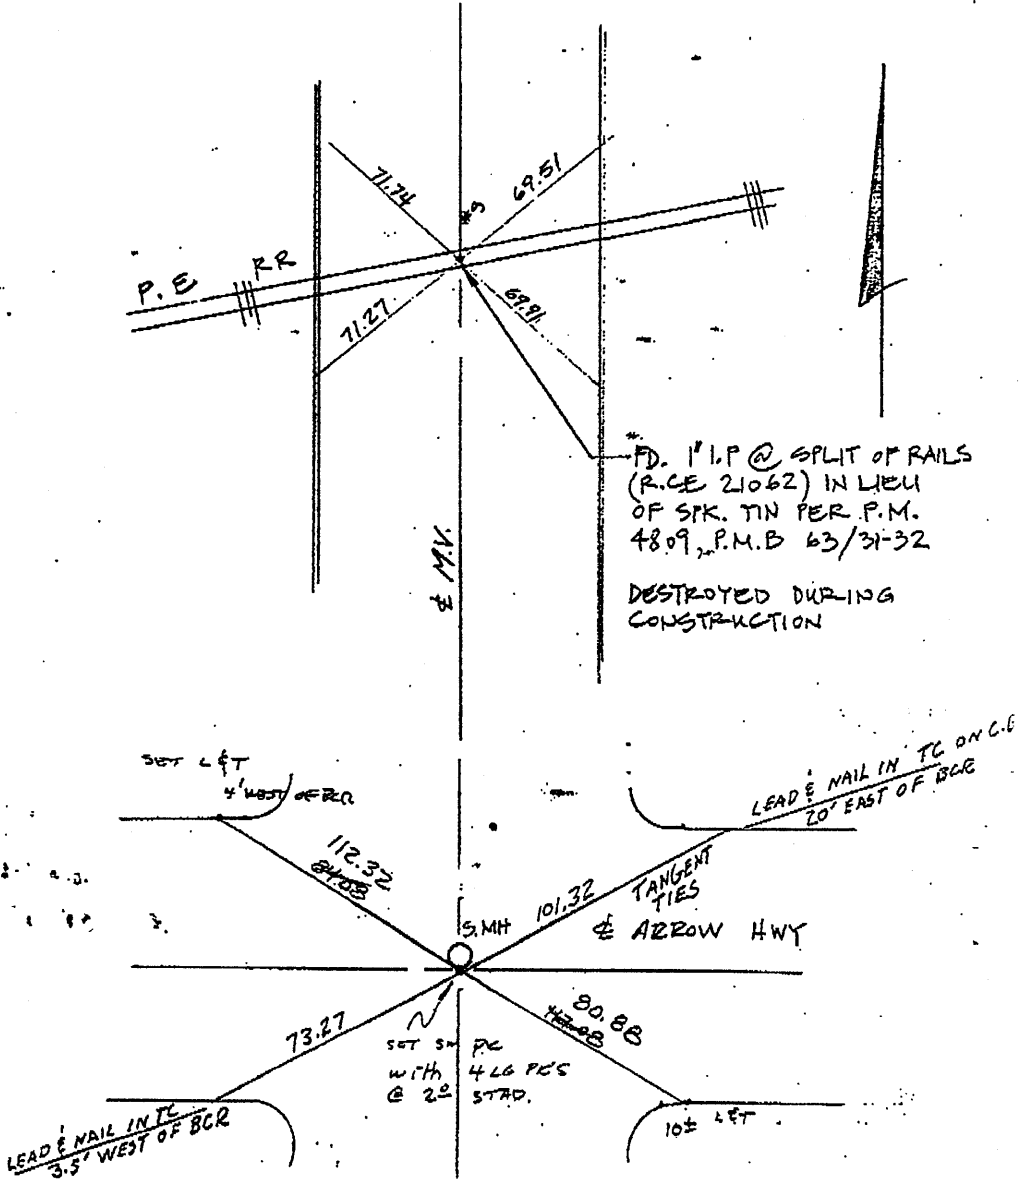 71.74
69.51
#9
P.E RR
71.27
69.91
* FD. 1" I.P @ SPLIT OF RAILS
(R.C.E 21062) IN LIEU
OF SPK. TIN PER P.M.
4809, P.M.B 63/31-32
DESTROYED DURING
CONSTRUCTION
℄ M.V.
SET L & T
4' WEST OF BCR
LEAD & NAIL IN TC ON
20' EAST OF BCR
112.32
84.08
101.32
TANGENT
TIES
S.MH
℄ ARROW HWY
73.27
80.88
SET SM PK
WITH 4 LG PK'S
@ 2.0 STAD.
LEAD & NAIL IN TC
3.5' WEST OF BCR
10± L&T